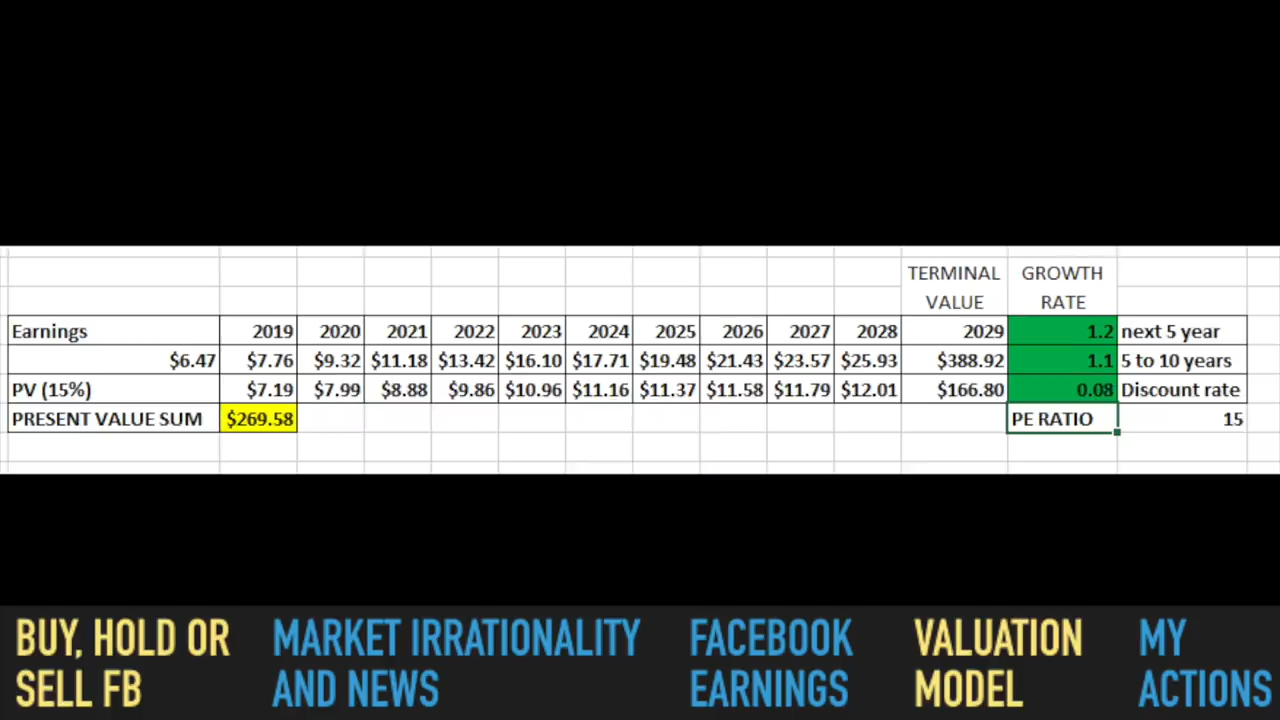 TERMINAL GROWTH
VALUE RATE
Earnings 2019 2020 2021 2022 2023 2024 2025 2026 2027 2028 2029 1.2 next 5 year
$6.47 $7.76 $9.32 $11.18 $13.42 $16.10 $17.71 $19.48 $21.43 $23.57 $25.93 $388.92 1.1 5 to 10 years
PV (15%) $7.19 $7.99 $8.88 $9.86 $10.96 $11.16 $11.37 $11.58 $11.79 $12.01 $166.80 0.08 Discount rate
PRESENT VALUE SUM $269.58 PE RATIO 15
BUY, HOLD OR MARKET IRRATIONALITY FACEBOOK VALUATION MY
SELL FB AND NEWS EARNINGS MODEL ACTIONS